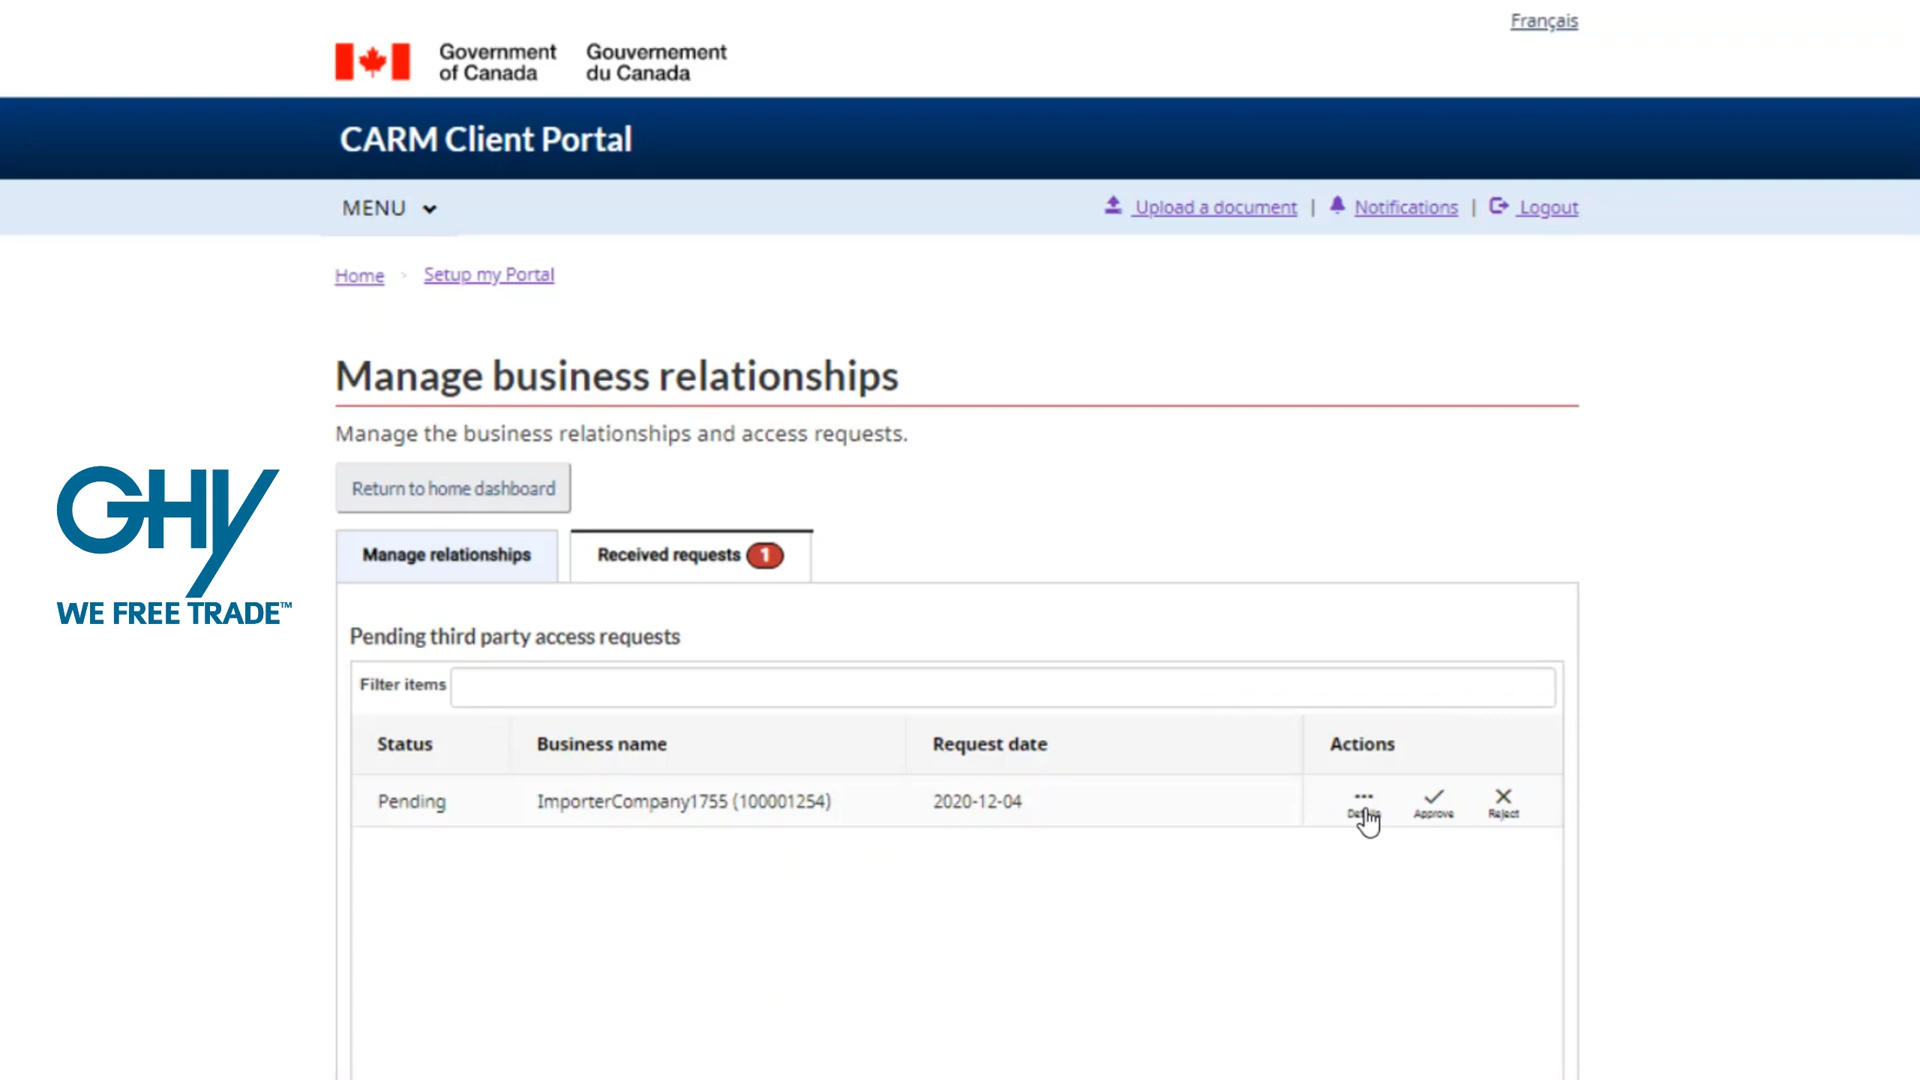 Français
Government
of Canada
Gouvernement
du Canada
CARM Client Portal
MENU
Upload a document | Notifications | Logout
Home > Setup my Portal
Manage business relationships
Manage the business relationships and access requests.
Return to home dashboard
GHY
WE FREE TRADE™
Manage relationships
Received requests 1
Pending third party access requests
Filter items
Status Business name Request date Actions
Pending ImporterCompany1755 (100001254) 2020-12-04
Approve Reject